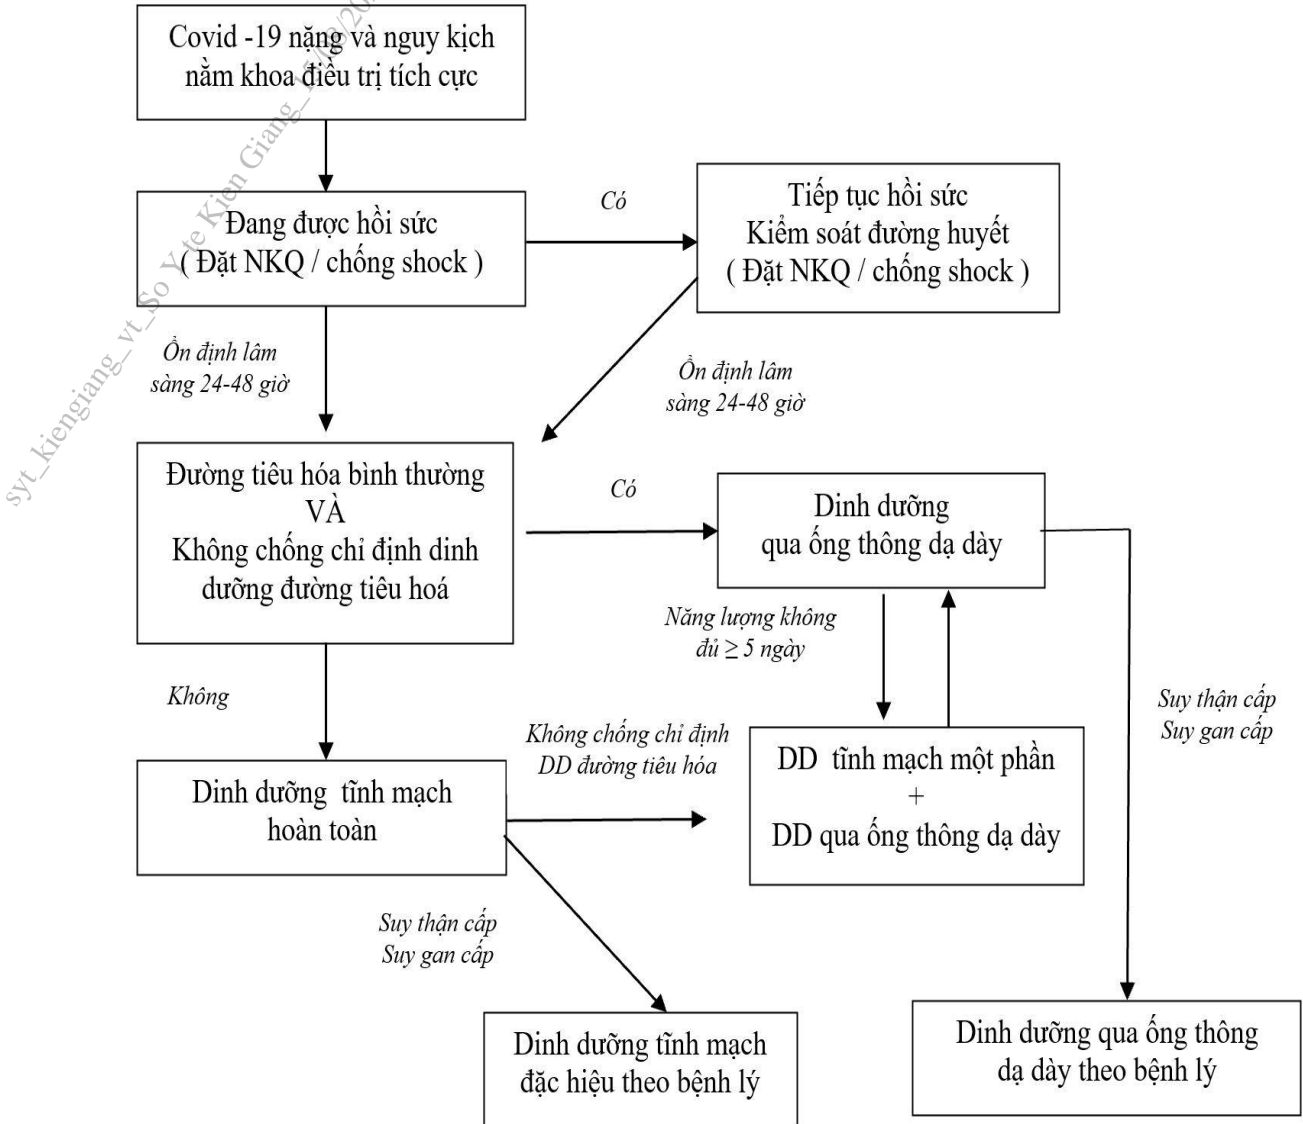 Covid -19 nặng và nguy kịch
nằm khoa điều trị tích cực
Đang được hồi sức
( Đặt NKQ / chống shock )
Có
Tiếp tục hồi sức
Kiểm soát đường huyết
( Đặt NKQ / chống shock )
Ổn định lâm
sàng 24-48 giờ
Ổn định lâm
sàng 24-48 giờ
Đường tiêu hóa bình thường
VÀ
Không chống chỉ định dinh
dưỡng đường tiêu hoá
Có
Dinh dưỡng
qua ống thông dạ dày
Năng lượng không
đủ ≥ 5 ngày
Suy thận cấp
Suy gan cấp
Không
Không chống chỉ định
DD đường tiêu hóa
DD tĩnh mạch một phần
+
DD qua ống thông dạ dày
Dinh dưỡng tĩnh mạch
hoàn toàn
Suy thận cấp
Suy gan cấp
Dinh dưỡng tĩnh mạch
đặc hiệu theo bệnh lý
Dinh dưỡng qua ống thông
dạ dày theo bệnh lý
syt_kiengiang_vt_So Y te Kien Giang